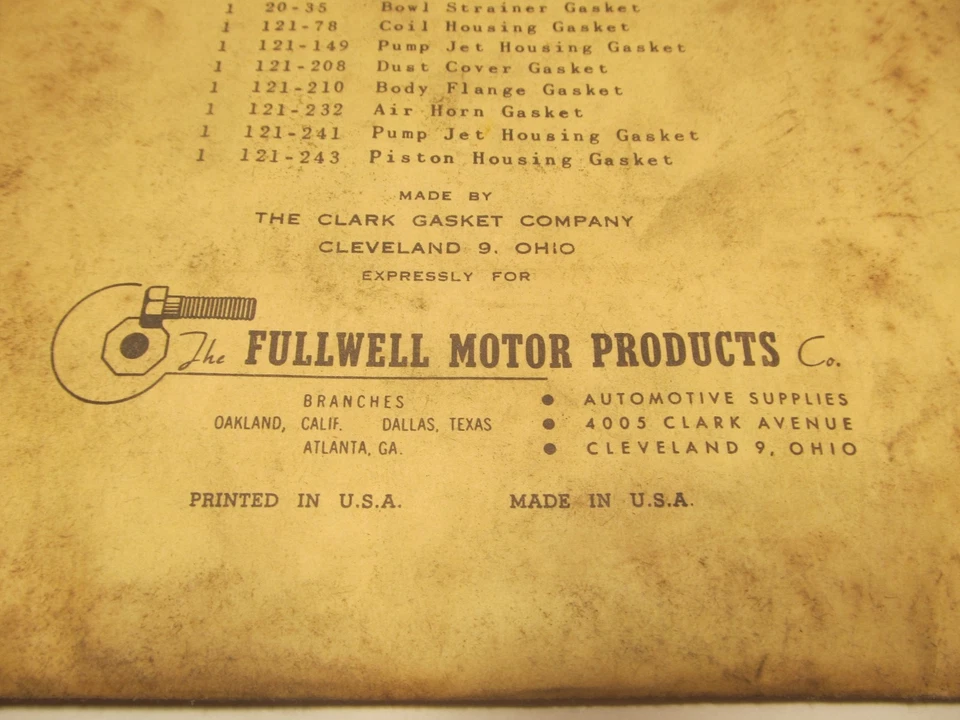 1 20-35 Bowl Strainer Gasket
1 121-78 Coil Housing Gasket
1 121-149 Pump Jet Housing Gasket
1 121-208 Dust Cover Gasket
1 121-210 Body Flange Gasket
1 121-232 Air Horn Gasket
1 121-241 Pump Jet Housing Gasket
1 121-243 Piston Housing Gasket
MADE BY
THE CLARK GASKET COMPANY
CLEVELAND 9, OHIO
EXPRESSLY FOR
The FULLWELL MOTOR PRODUCTS Co.
BRANCHES
OAKLAND, CALIF. DALLAS, TEXAS
ATLANTA, GA.
● AUTOMOTIVE SUPPLIES
● 4005 CLARK AVENUE
● CLEVELAND 9, OHIO
PRINTED IN U.S.A. MADE IN U.S.A.